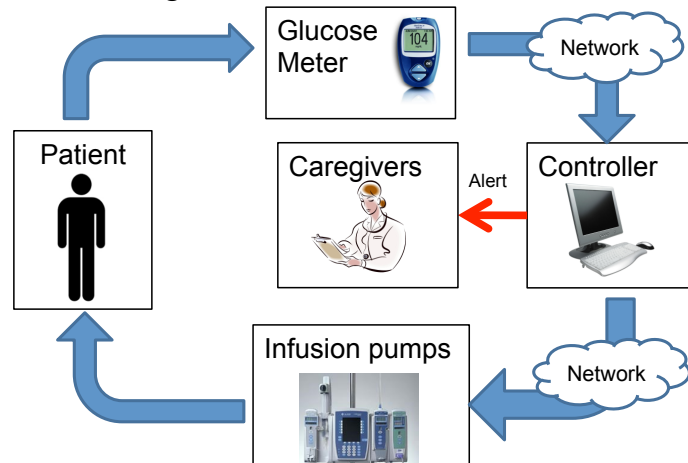 Glucose
Meter
104
Network
Patient
Caregivers
Alert
Controller
Infusion pumps
Network